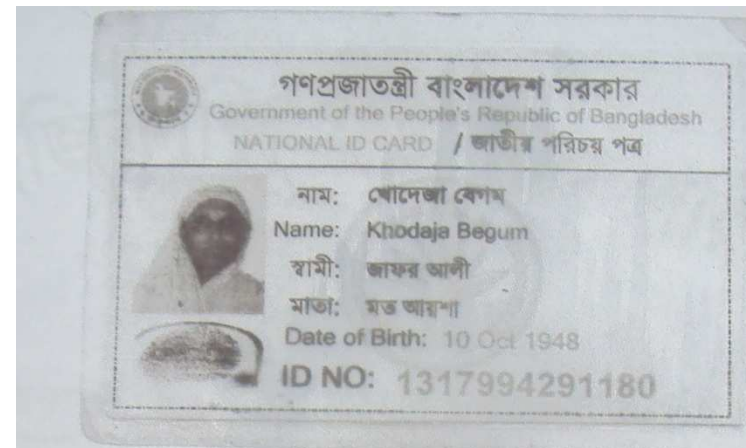 গণপ্রজাতন্ত্রী বাংলাদেশ সরকার
Government of the People's Republic of Bangladesh
NATIONAL ID CARD / জাতীয় পরিচয় পত্র
নাম: খোদেজা বেগম
Name: Khodaja Begum
স্বামী: জাফর আলী
মাতা: মত আয়শা
Date of Birth: 10 Oct 1948
ID NO: 1317994291180